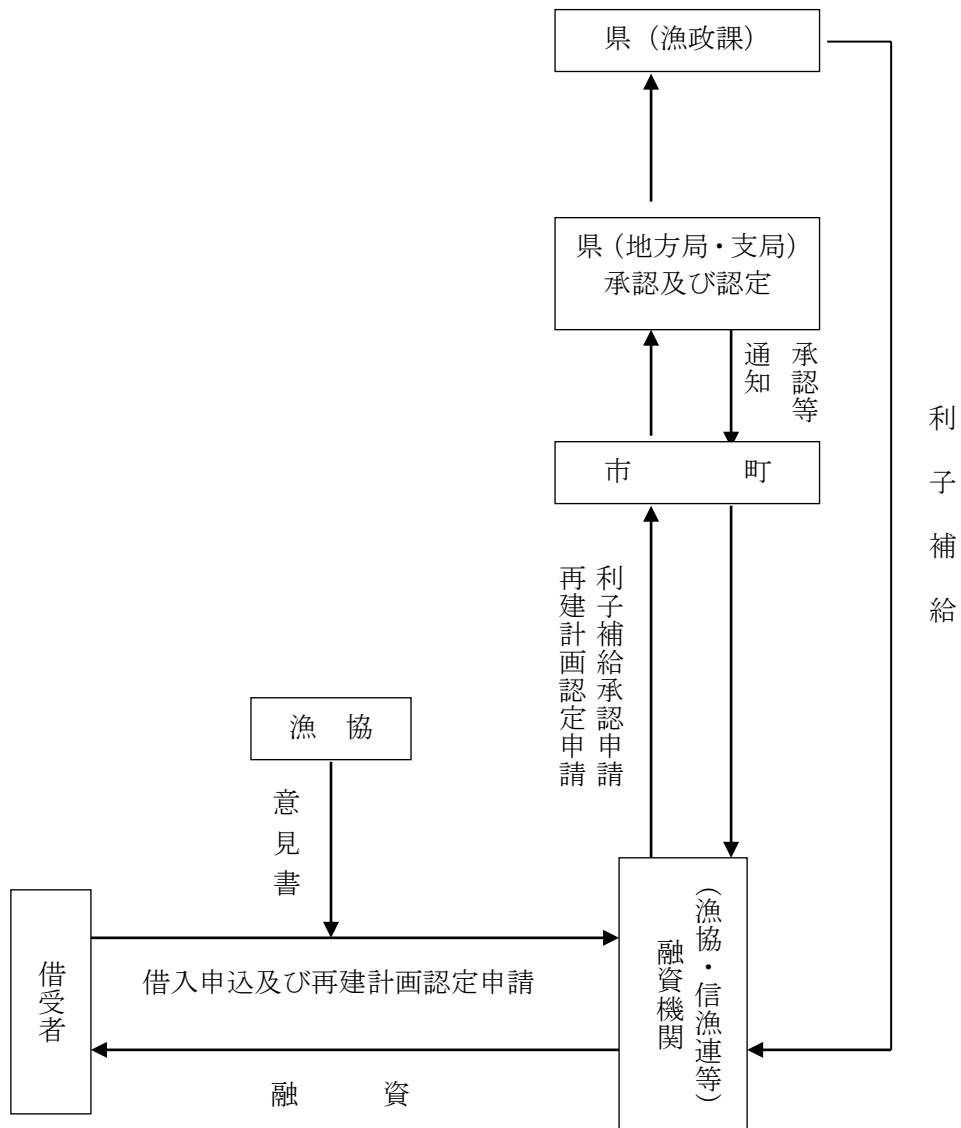 県（漁政課）
県（地方局・支局）
承認及び認定
承認等
通知
市　　　町
利子補給
利子補給承認申請
再建計画認定申請
漁　協
意見書
借受者
借入申込及び再建計画認定申請
融　　　資
（漁協・信漁連等）
融資機関